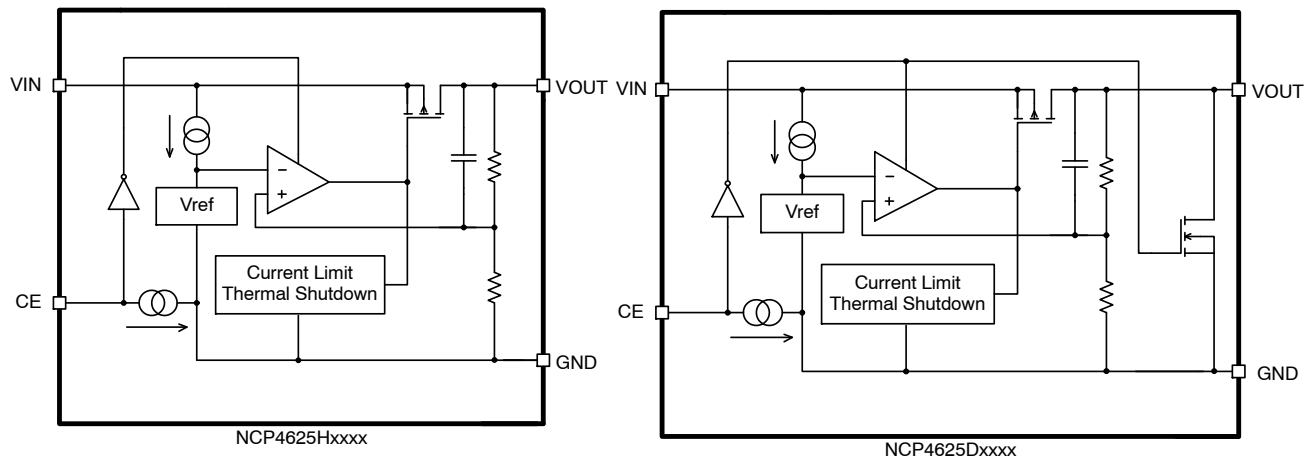 VIN
VOUT
−
+
Vref
Current Limit
Thermal Shutdown
CE
GND
NCP4625Hxxxx
VIN
VOUT
−
+
Vref
Current Limit
Thermal Shutdown
CE
GND
NCP4625Dxxxx